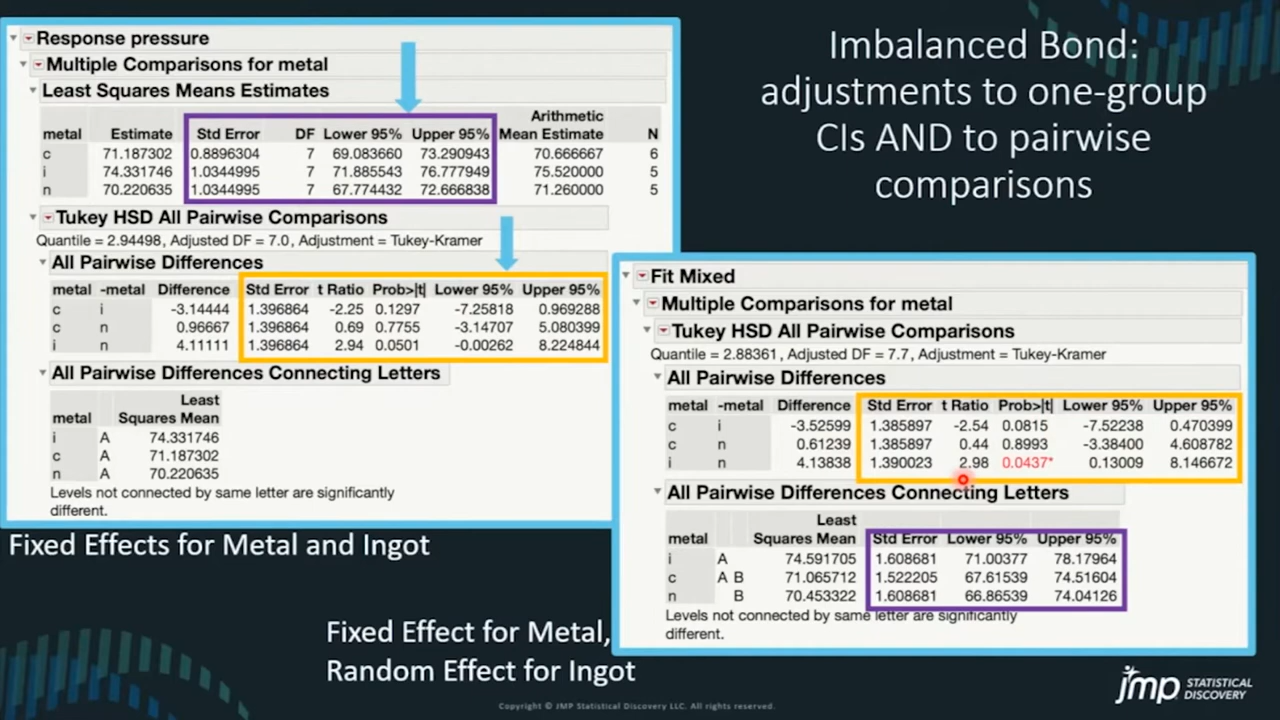 Imbalanced Bond:
adjustments to one-group
CIs AND to pairwise
comparisons
Response pressure
Multiple Comparisons for metal
Least Squares Means Estimates
Arithmetic
metal Estimate Std Error DF Lower 95% Upper 95% Mean Estimate N
c 71.187302 0.8896304 7 69.083660 73.290943 70.666667 6
i 74.331746 1.0344995 7 71.885543 76.777949 75.520000 5
n 70.220635 1.0344995 7 67.774432 72.666838 71.260000 5
Tukey HSD All Pairwise Comparisons
Quantile = 2.94498, Adjusted DF = 7.0, Adjustment = Tukey-Kramer
All Pairwise Differences
metal -metal Difference Std Error t Ratio Prob>|t| Lower 95% Upper 95%
c i -3.14444 1.396864 -2.25 0.1297 -7.25818 0.969288
c n 0.96667 1.396864 0.69 0.7755 -3.14707 5.080399
i n 4.11111 1.396864 2.94 0.0501 -0.00262 8.224844
All Pairwise Differences Connecting Letters
Least
metal Squares Mean
i A 74.331746
c A 71.187302
n A 70.220635
Levels not connected by same letter are significantly
different.
Fixed Effects for Metal and Ingot
Fit Mixed
Multiple Comparisons for metal
Tukey HSD All Pairwise Comparisons
Quantile = 2.88361, Adjusted DF = 7.7, Adjustment = Tukey-Kramer
All Pairwise Differences
metal -metal Difference Std Error t Ratio Prob>|t| Lower 95% Upper 95%
c i -3.52599 1.385897 -2.54 0.0815 -7.52238 0.470399
c n 0.61239 1.385897 0.44 0.8993 -3.38400 4.608782
i n 4.13838 1.390023 2.98 0.0437* 0.13009 8.146672
All Pairwise Differences Connecting Letters
Least
metal Squares Mean Std Error Lower 95% Upper 95%
i A 74.591705 1.608681 71.00377 78.17964
c A B 71.065712 1.522205 67.61539 74.51604
n B 70.453322 1.608681 66.86539 74.04126
Levels not connected by same letter are significantly
different.
Fixed Effect for Metal,
Random Effect for Ingot
Copyright © JMP Statistical Discovery LLC. All rights reserved.
jmp STATISTICAL
DISCOVERY